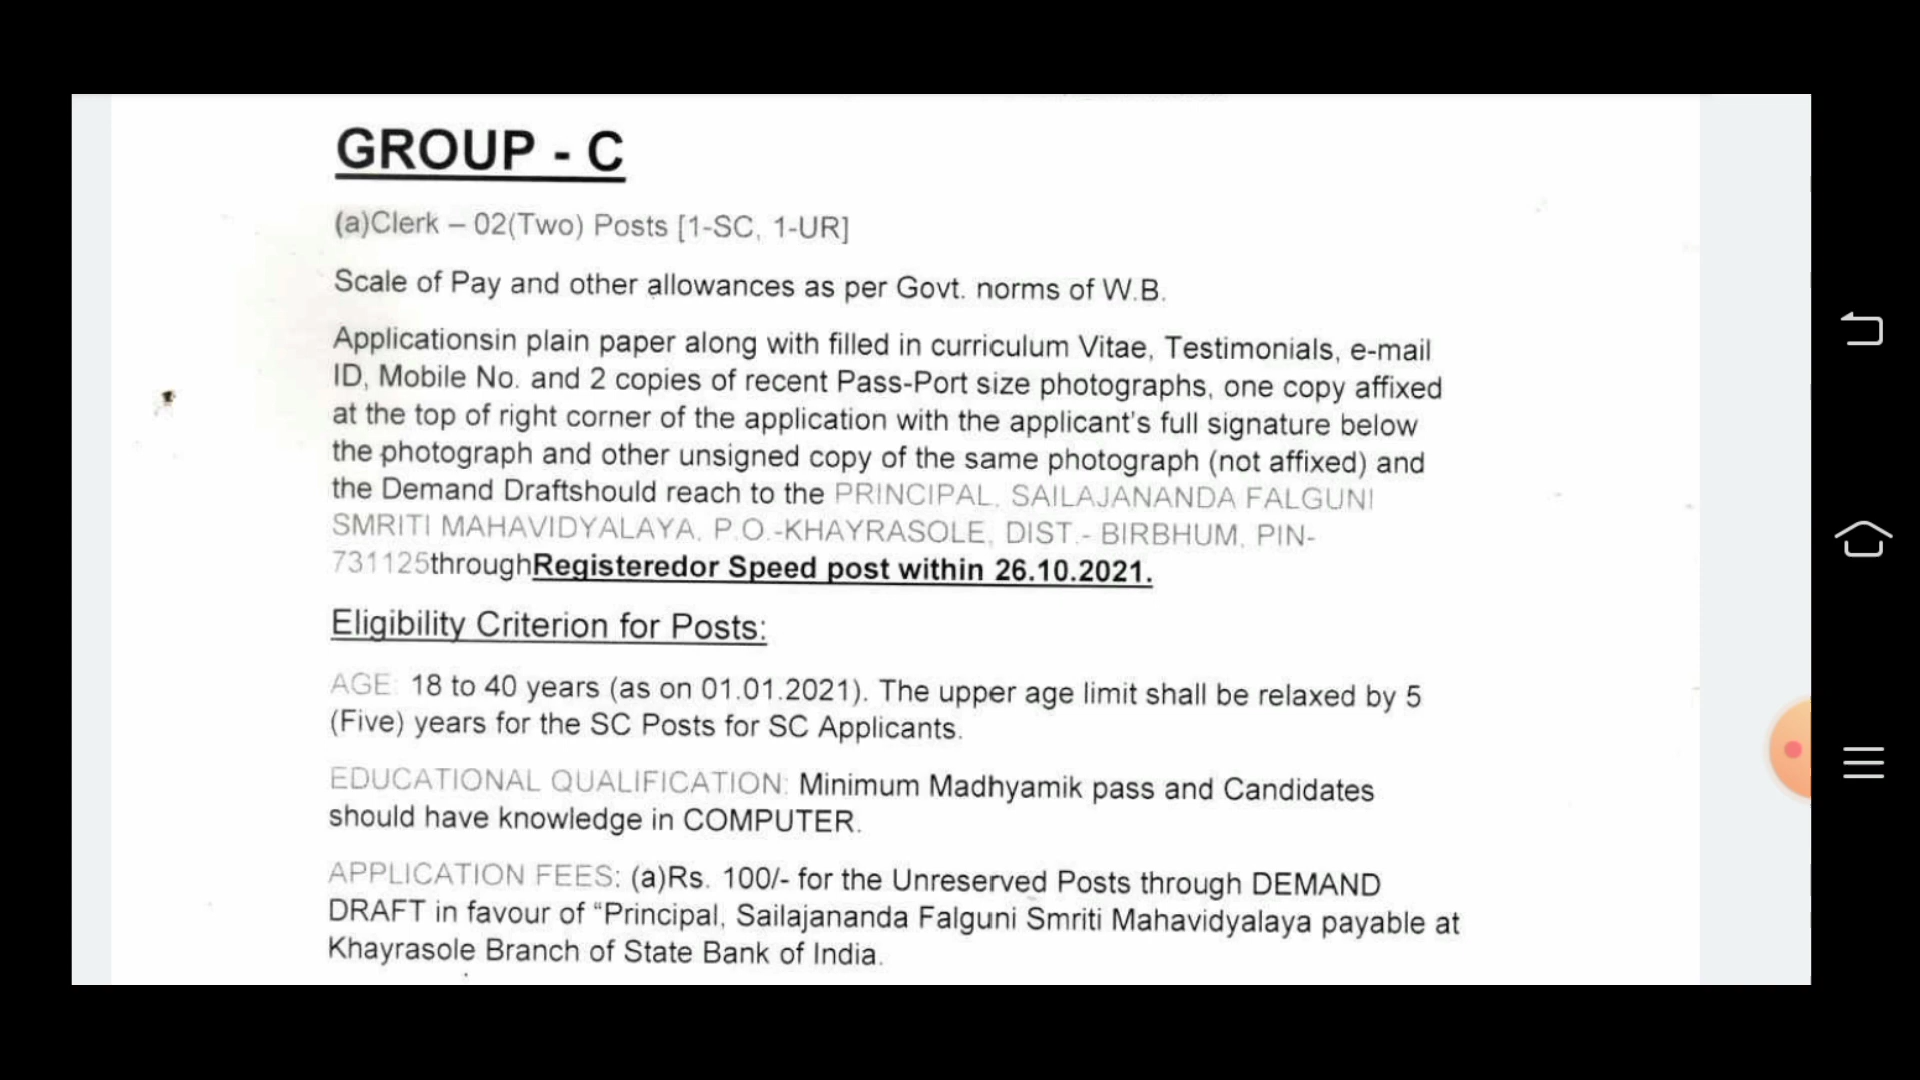 GROUP - C
(a)Clerk – 02(Two) Posts [1-SC, 1-UR]
Scale of Pay and other allowances as per Govt. norms of W.B.
Applicationsin plain paper along with filled in curriculum Vitae, Testimonials, e-mail
ID, Mobile No. and 2 copies of recent Pass-Port size photographs, one copy affixed
at the top of right corner of the application with the applicant's full signature below
the photograph and other unsigned copy of the same photograph (not affixed) and
the Demand Draftshould reach to the PRINCIPAL, SAILAJANANDA FALGUNI
SMRITI MAHAVIDYALAYA, P.O.-KHAYRASOLE, DIST.- BIRBHUM, PIN-
731125throughRegisteredor Speed post within 26.10.2021.
Eligibility Criterion for Posts:
AGE: 18 to 40 years (as on 01.01.2021). The upper age limit shall be relaxed by 5
(Five) years for the SC Posts for SC Applicants.
EDUCATIONAL QUALIFICATION: Minimum Madhyamik pass and Candidates
should have knowledge in COMPUTER.
APPLICATION FEES: (a)Rs. 100/- for the Unreserved Posts through DEMAND
DRAFT in favour of “Principal, Sailajananda Falguni Smriti Mahavidyalaya payable at
Khayrasole Branch of State Bank of India.